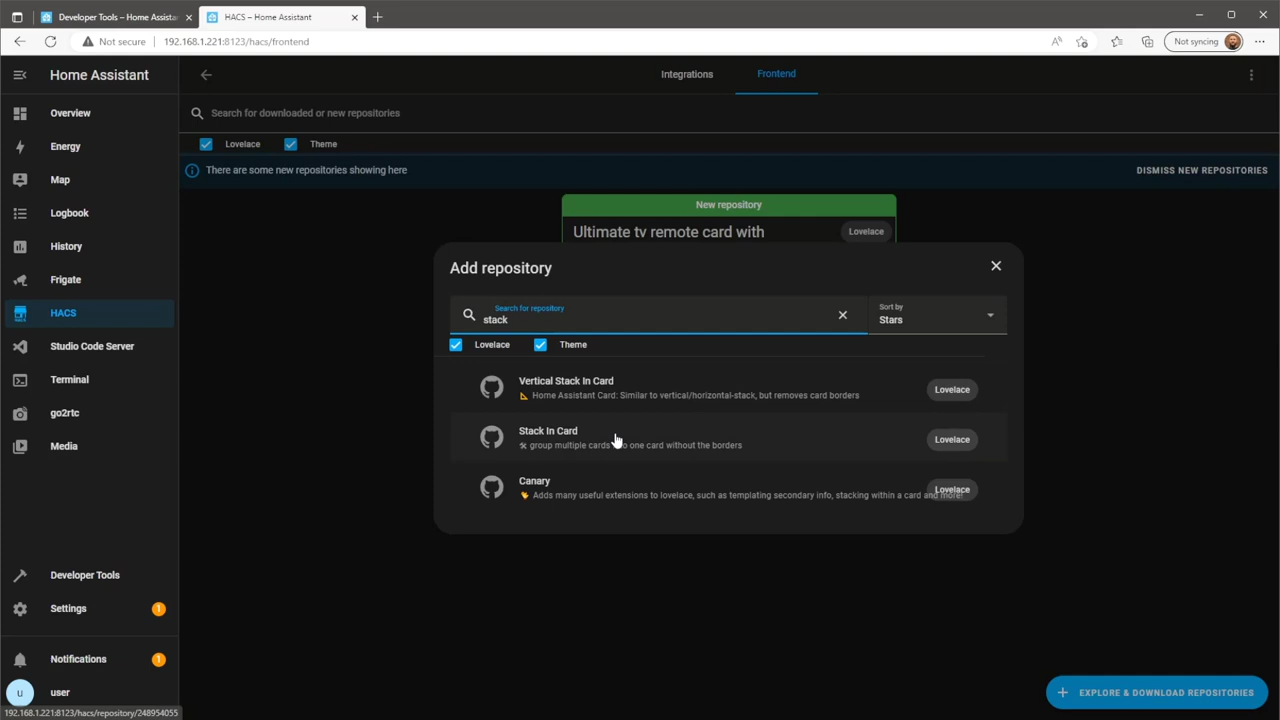 Developer Tools – Home Assistan
HACS – Home Assistant
Not secure
192.168.1.221:8123/hacs/frontend
Not syncing
Home Assistant
Overview
Energy
Map
Logbook
History
Frigate
HACS
Studio Code Server
Terminal
go2rtc
Media
Developer Tools
Settings
1
Notifications
1
u
user
192.168.1.221:8123/hacs/repository/248954055
Integrations
Frontend
Search for downloaded or new repositories
Lovelace
Theme
There are some new repositories showing here
DISMISS NEW REPOSITORIES
New repository
Ultimate tv remote card with
Lovelace
Add repository
Search for repository
stack
Sort by
Stars
Lovelace
Theme
Vertical Stack In Card
Home Assistant Card: Similar to vertical/horizontal-stack, but removes card borders
Lovelace
Stack In Card
group multiple cards o one card without the borders
Lovelace
Canary
Adds many useful extensions to lovelace, such as templating secondary info, stacking within a card and more!
Lovelace
EXPLORE & DOWNLOAD REPOSITORIES